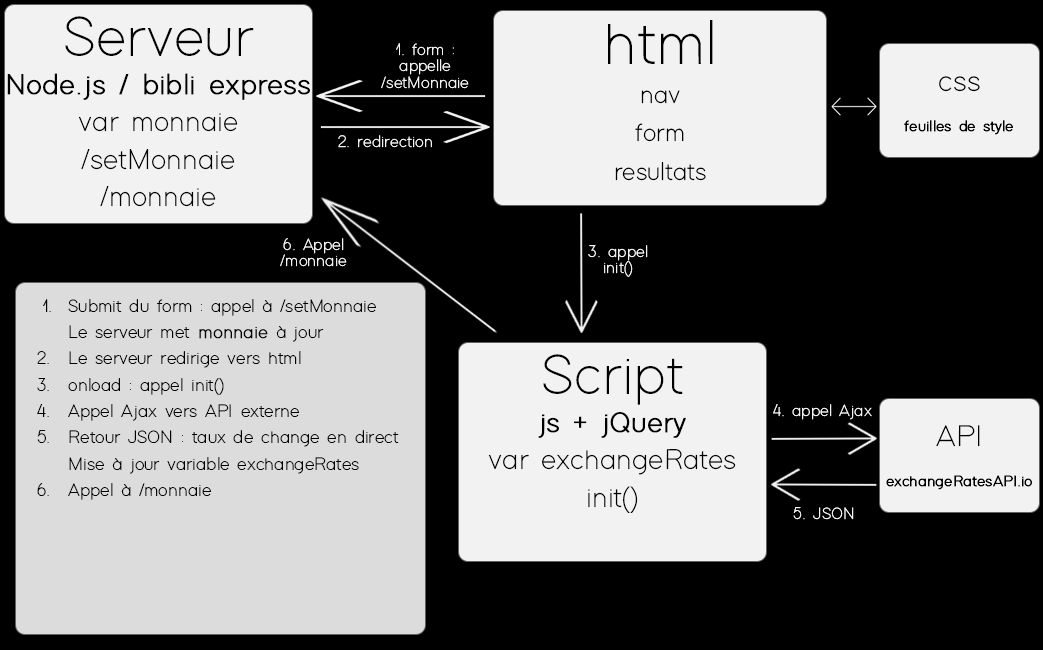 Serveur
Node.js / bibli express
var monnaie
/setMonnaie
/monnaie
1. form :
appelle
/setMonnaie
2. redirection
html
nav
form
resultats
css
feuilles de style
6. Appel
/monnaie
3. appel
init()
1. Submit du form : appel à /setMonnaie
Le serveur met monnaie à jour
2. Le serveur redirige vers html
3. onload : appel init()
4. Appel Ajax vers API externe
5. Retour JSON : taux de change en direct
Mise à jour variable exchangeRates
6. Appel à /monnaie
Script
js + jQuery
var exchangeRates
init()
4. appel Ajax
5. JSON
API
exchangeRatesAPI.io